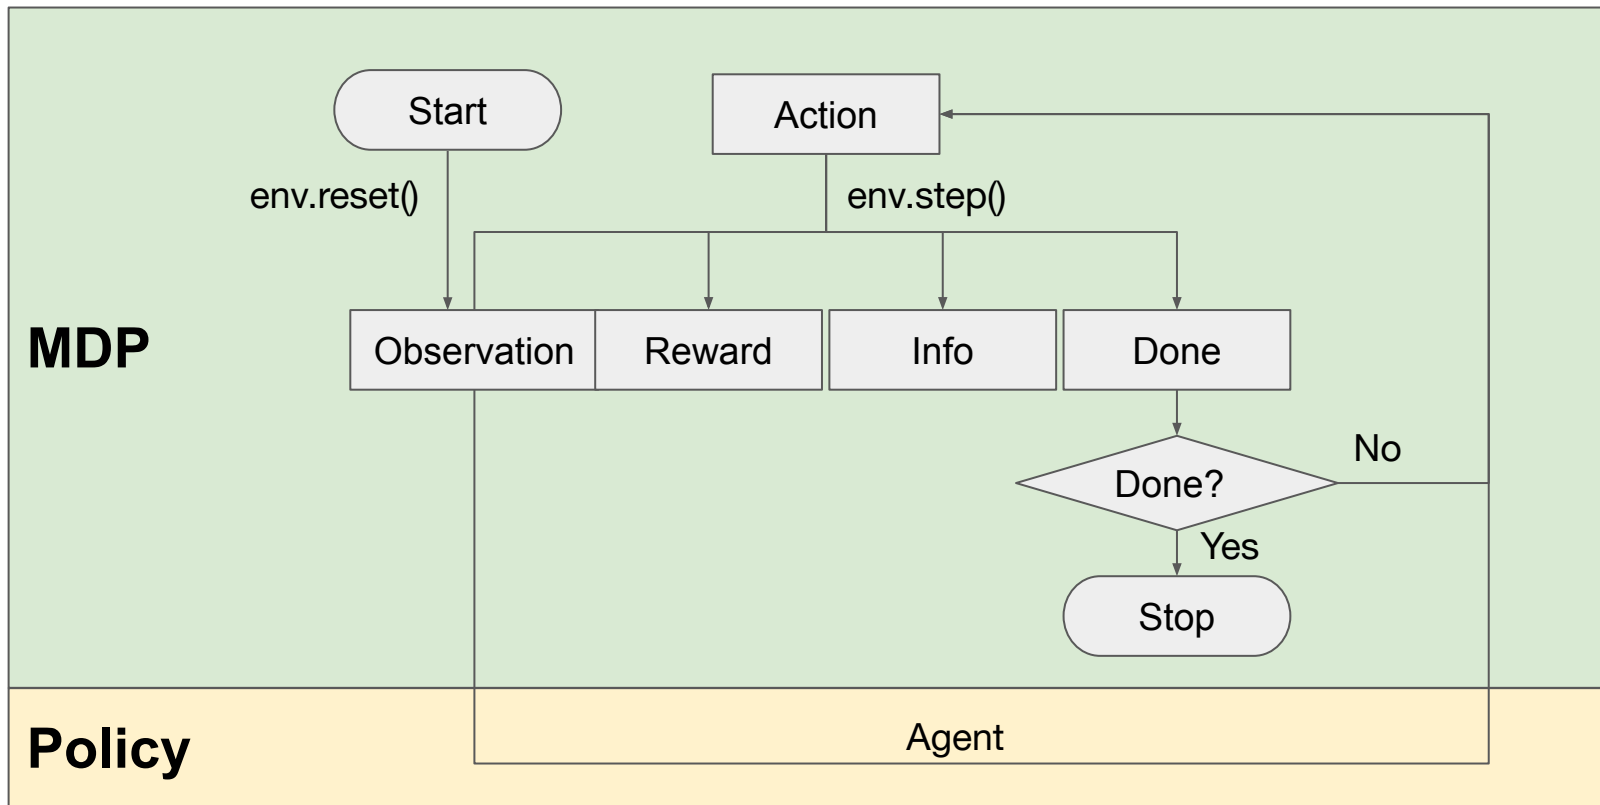 Start
Action
env.reset()
env.step()
MDP
Observation
Reward
Info
Done
No
Done?
Yes
Stop
Policy
Agent